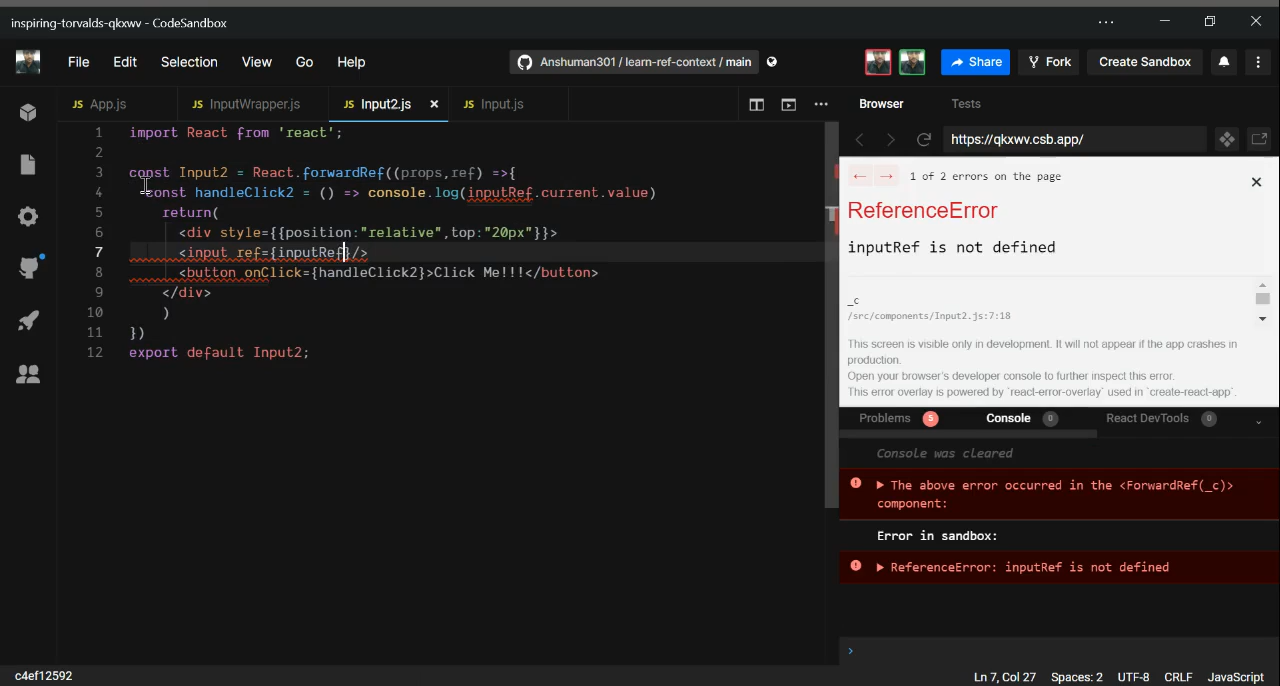 inspiring-torvalds-qkxwv - CodeSandbox
File Edit Selection View Go Help
Anshuman301 / learn-ref-context / main
Share
Fork
Create Sandbox
JS App.js
JS InputWrapper.js
JS Input2.js
JS Input.js
Browser
Tests
https://qkxwv.csb.app/
1 import React from 'react';
2
3 const Input2 = React.forwardRef((props,ref) =>{
4 const handleClick2 = () => console.log(inputRef.current.value)
5 return(
6 <div style={{position:"relative",top:"20px"}}>
7 <input ref={inputRef}/>
8 <button onClick={handleClick2}>Click Me!!!</button>
9 </div>
10 )
11 })
12 export default Input2;
← → 1 of 2 errors on the page
ReferenceError
inputRef is not defined
_c
/src/components/Input2.js:7:18
This screen is visible only in development. It will not appear if the app crashes in
production.
Open your browser's developer console to further inspect this error.
This error overlay is powered by `react-error-overlay` used in `create-react-app`.
Problems 5
Console 0
React DevTools 0
Console was cleared
The above error occurred in the <ForwardRef(_c)>
component:
Error in sandbox:
ReferenceError: inputRef is not defined
c4ef12592
Ln 7, Col 27 Spaces: 2 UTF-8 CRLF JavaScript